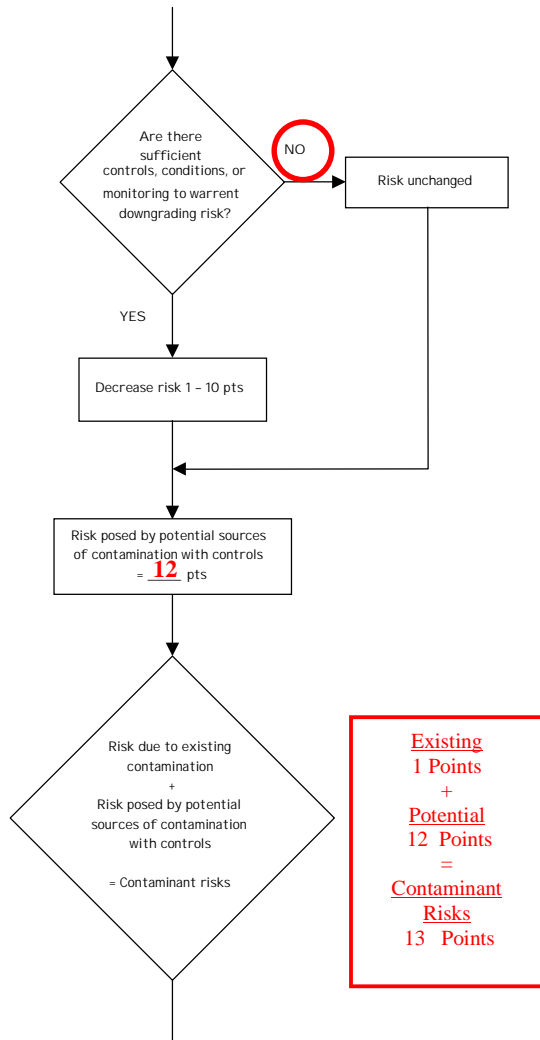 Are there
sufficient
controls, conditions, or
monitoring to warrent
downgrading risk?
NO
Risk unchanged
YES
Decrease risk 1 – 10 pts
Risk posed by potential sources
of contamination with controls
= 12 pts
Risk due to existing
contamination
+
Risk posed by potential
sources of contamination
with controls
= Contaminant risks
Existing
1 Points
+
Potential
12 Points
=
Contaminant
Risks
13 Points